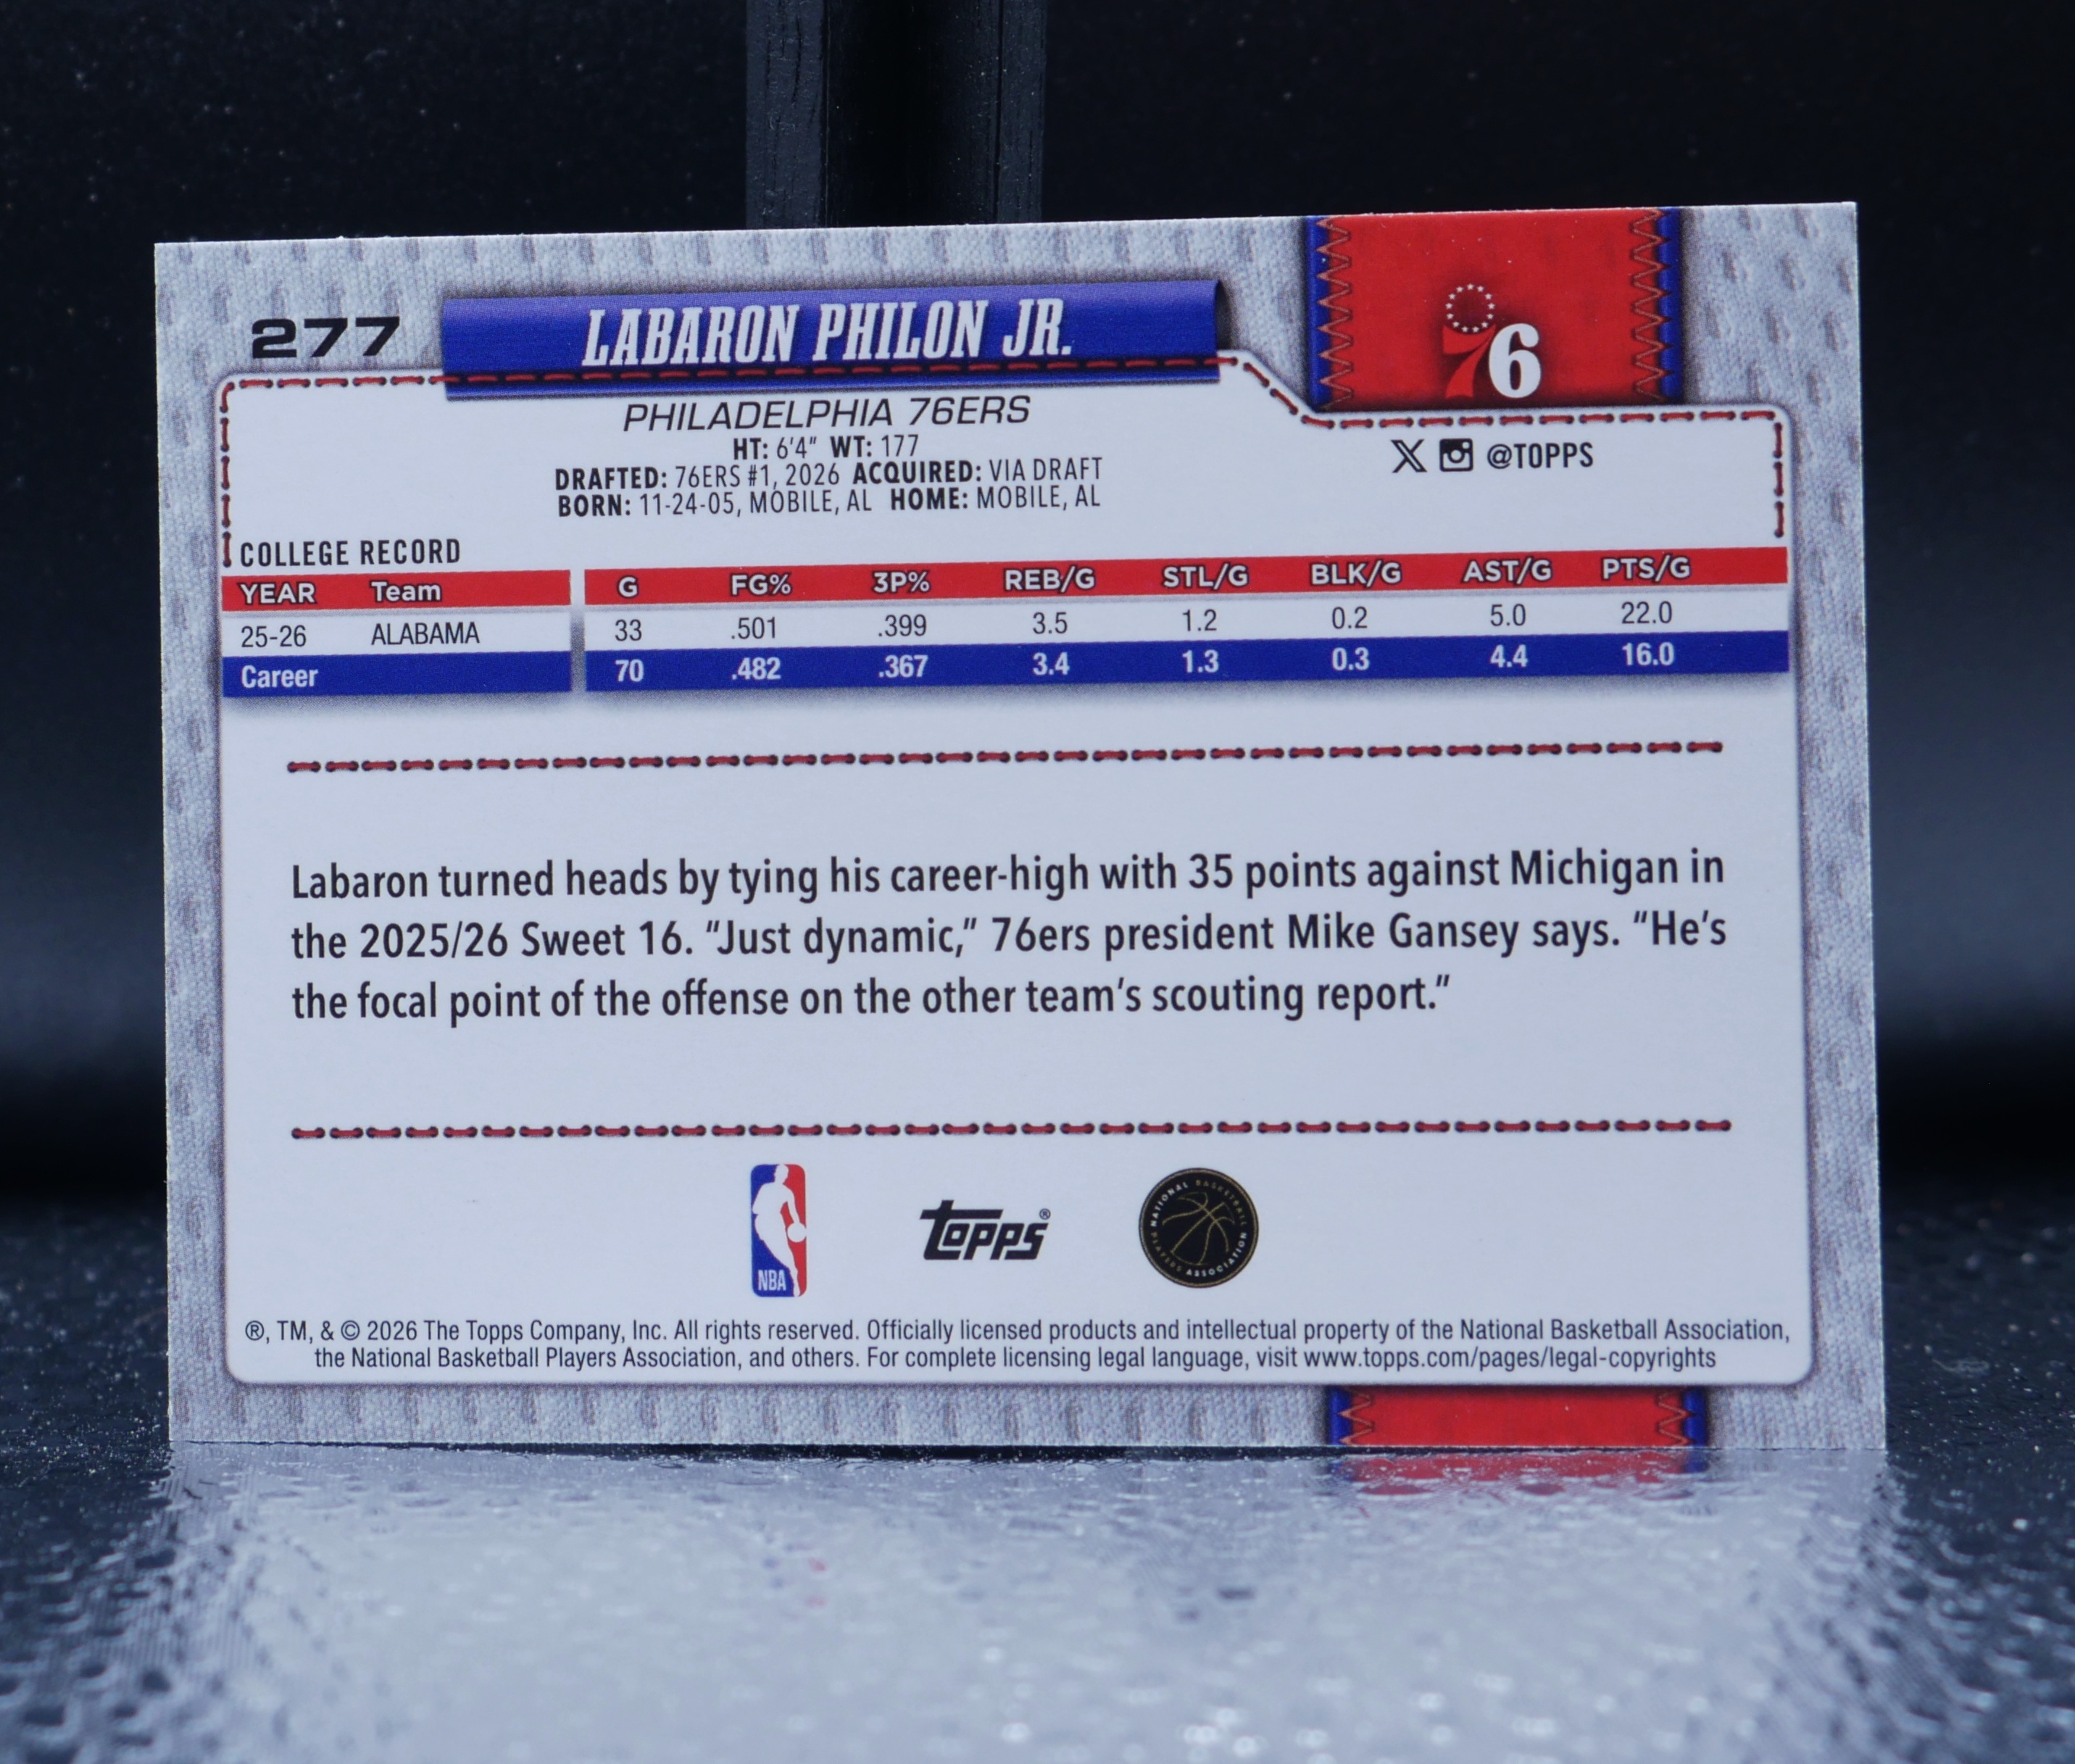 277
LABARON PHILON JR.
76
PHILADELPHIA 76ERS
HT: 6'4" WT: 177
DRAFTED: 76ERS #1, 2026 ACQUIRED: VIA DRAFT
BORN: 11-24-05, MOBILE, AL HOME: MOBILE, AL
@TOPPS
COLLEGE RECORD
YEAR Team G FG% 3P% REB/G STL/G BLK/G AST/G PTS/G
25-26 ALABAMA 33 .501 .399 3.5 1.2 0.2 5.0 22.0
Career 70 .482 .367 3.4 1.3 0.3 4.4 16.0
Labaron turned heads by tying his career-high with 35 points against Michigan in
the 2025/26 Sweet 16. "Just dynamic," 76ers president Mike Gansey says. "He's
the focal point of the offense on the other team's scouting report."
NBA
topps®
NATIONAL BASKETBALL PLAYERS ASSOCIATION
®, TM, & © 2026 The Topps Company, Inc. All rights reserved. Officially licensed products and intellectual property of the National Basketball Association,
the National Basketball Players Association, and others. For complete licensing legal language, visit www.topps.com/pages/legal-copyrights